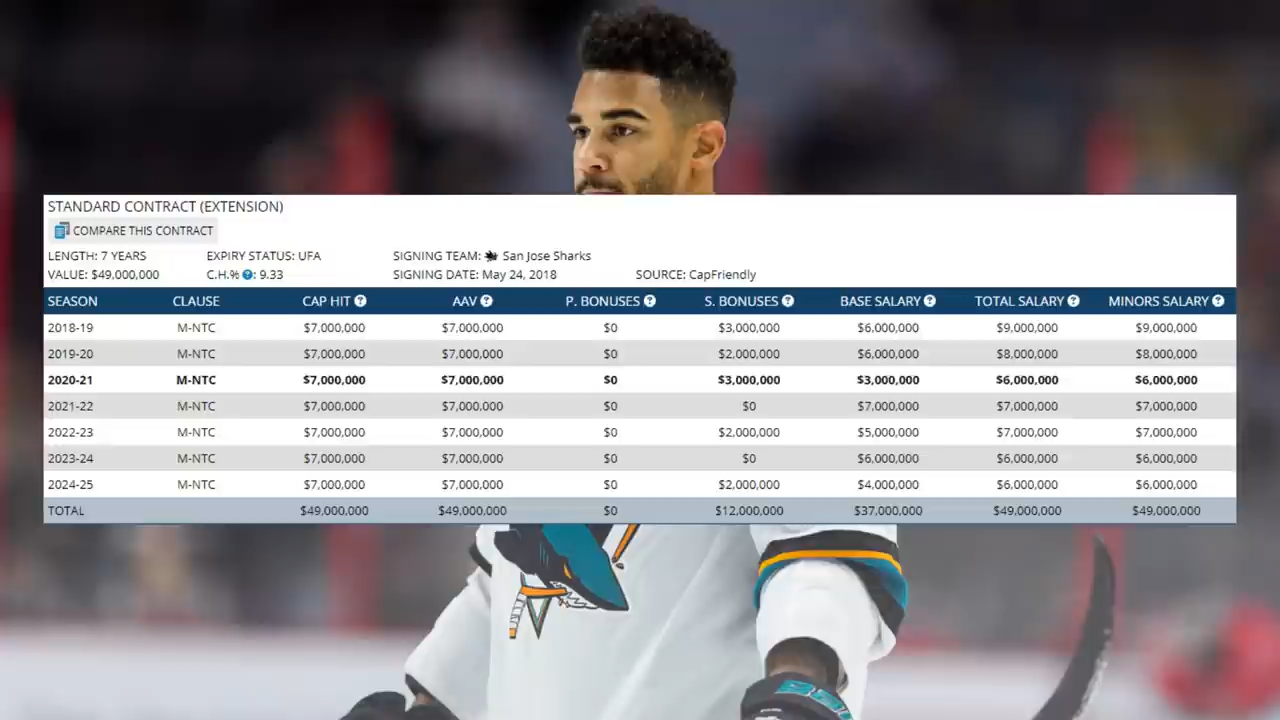 STANDARD CONTRACT (EXTENSION)
COMPARE THIS CONTRACT
LENGTH: 7 YEARS EXPIRY STATUS: UFA SIGNING TEAM: San Jose Sharks
VALUE: $49,000,000 C.H.% ?: 9.33 SIGNING DATE: May 24, 2018 SOURCE: CapFriendly
SEASON CLAUSE CAP HIT ? AAV ? P. BONUSES ? S. BONUSES ? BASE SALARY ? TOTAL SALARY ? MINORS SALARY ?
2018-19 M-NTC $7,000,000 $7,000,000 $0 $3,000,000 $6,000,000 $9,000,000 $9,000,000
2019-20 M-NTC $7,000,000 $7,000,000 $0 $2,000,000 $6,000,000 $8,000,000 $8,000,000
2020-21 M-NTC $7,000,000 $7,000,000 $0 $3,000,000 $3,000,000 $6,000,000 $6,000,000
2021-22 M-NTC $7,000,000 $7,000,000 $0 $0 $7,000,000 $7,000,000 $7,000,000
2022-23 M-NTC $7,000,000 $7,000,000 $0 $2,000,000 $5,000,000 $7,000,000 $7,000,000
2023-24 M-NTC $7,000,000 $7,000,000 $0 $0 $6,000,000 $6,000,000 $6,000,000
2024-25 M-NTC $7,000,000 $7,000,000 $0 $2,000,000 $4,000,000 $6,000,000 $6,000,000
TOTAL $49,000,000 $49,000,000 $0 $12,000,000 $37,000,000 $49,000,000 $49,000,000